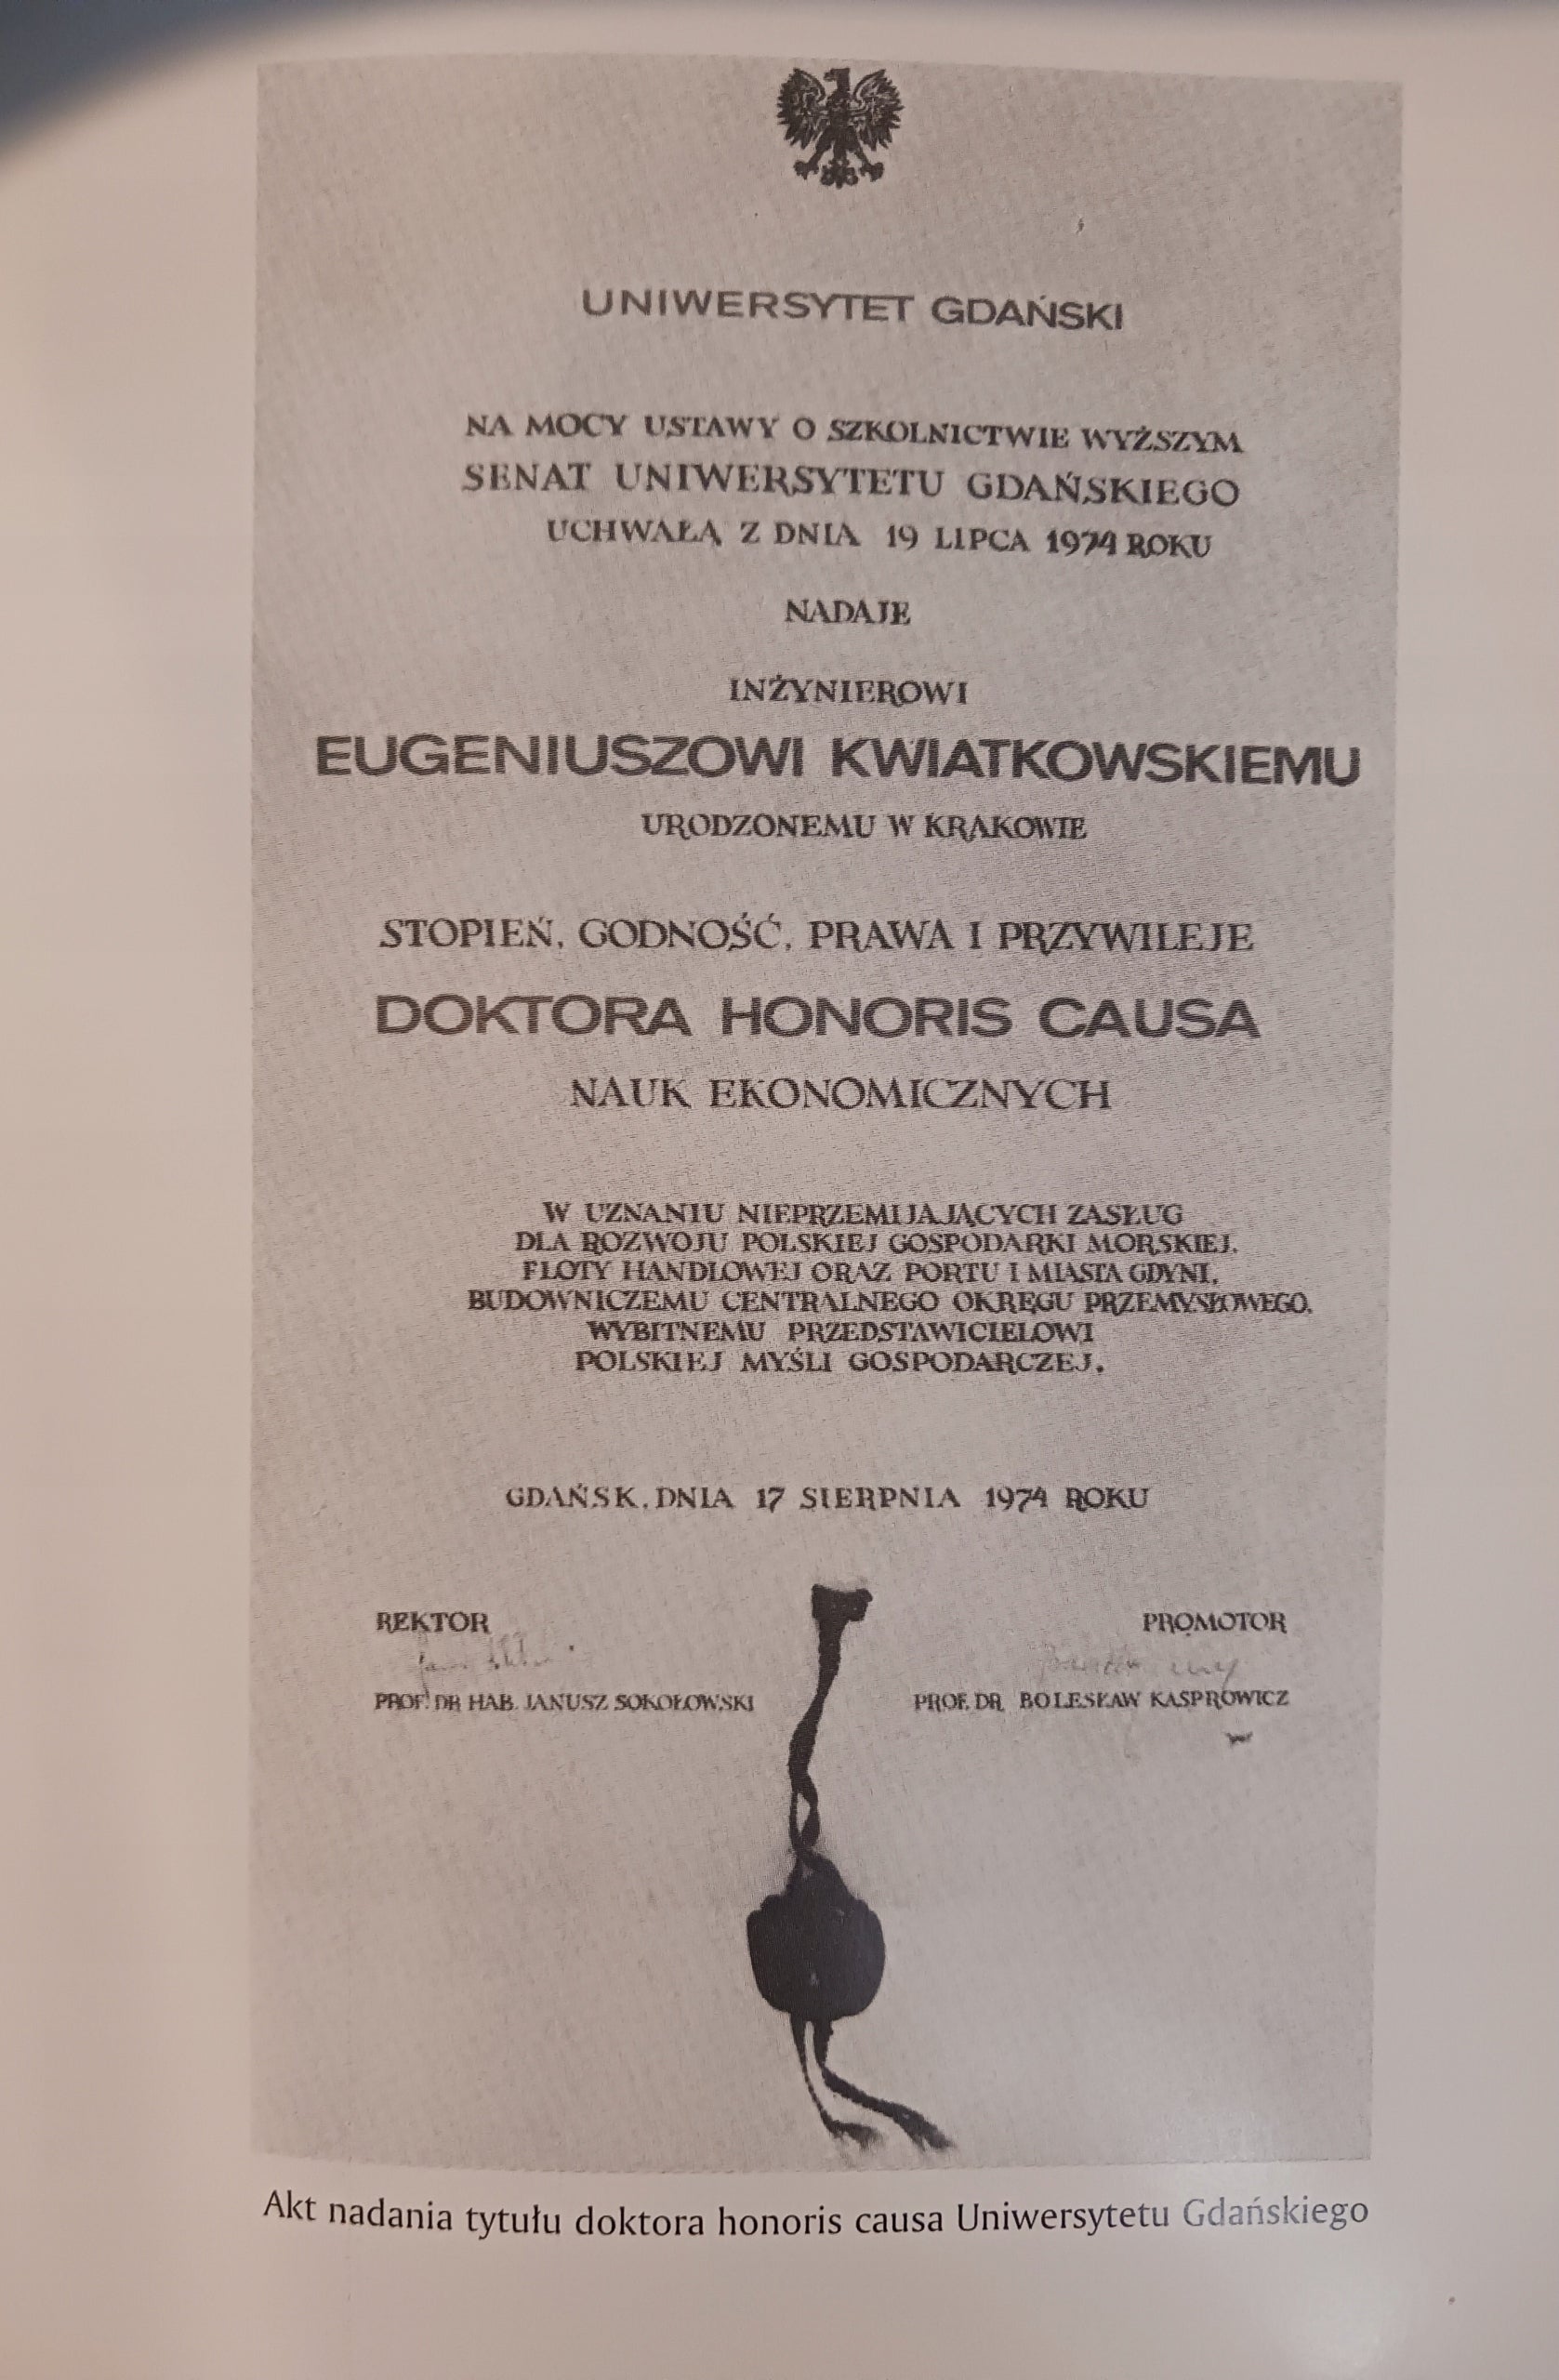 UNIWERSYTET GDAŃSKI
NA MOCY USTAWY O SZKOLNICTWIE WYŻSZYM
SENAT UNIWERSYTETU GDAŃSKIEGO
UCHWAŁĄ Z DNIA 19 LIPCA 1974 ROKU
NADAJE
INŻYNIEROWI
EUGENIUSZOWI KWIATKOWSKIEMU
URODZONEMU W KRAKOWIE
STOPIEŃ, GODNOŚĆ, PRAWA I PRZYWILEJE
DOKTORA HONORIS CAUSA
NAUK EKONOMICZNYCH
W UZNANIU NIEPRZEMIJAJĄCYCH ZASŁUG
DLA ROZWOJU POLSKIEJ GOSPODARKI MORSKIEJ,
FLOTY HANDLOWEJ ORAZ PORTU I MIASTA GDYNI,
BUDOWNICZEMU CENTRALNEGO OKRĘGU PRZEMYSŁOWEGO,
WYBITNEMU PRZEDSTAWICIELOWI
POLSKIEJ MYŚLI GOSPODARCZEJ.
GDAŃSK, DNIA 17 SIERPNIA 1974 ROKU
REKTOR PROMOTOR
PROF. DR HAB. JANUSZ SOKOŁOWSKI PROF. DR BOLESŁAW KASPROWICZ
Akt nadania tytułu doktora honoris causa Uniwersytetu Gdańskiego